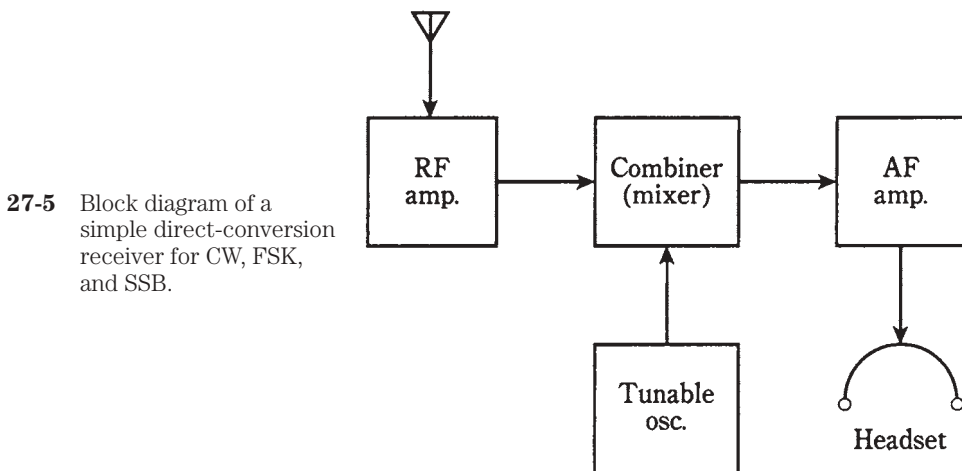 27-5 Block diagram of a
simple direct-conversion
receiver for CW, FSK,
and SSB.
RF
amp.
Combiner
(mixer)
AF
amp.
Tunable
osc.
Headset